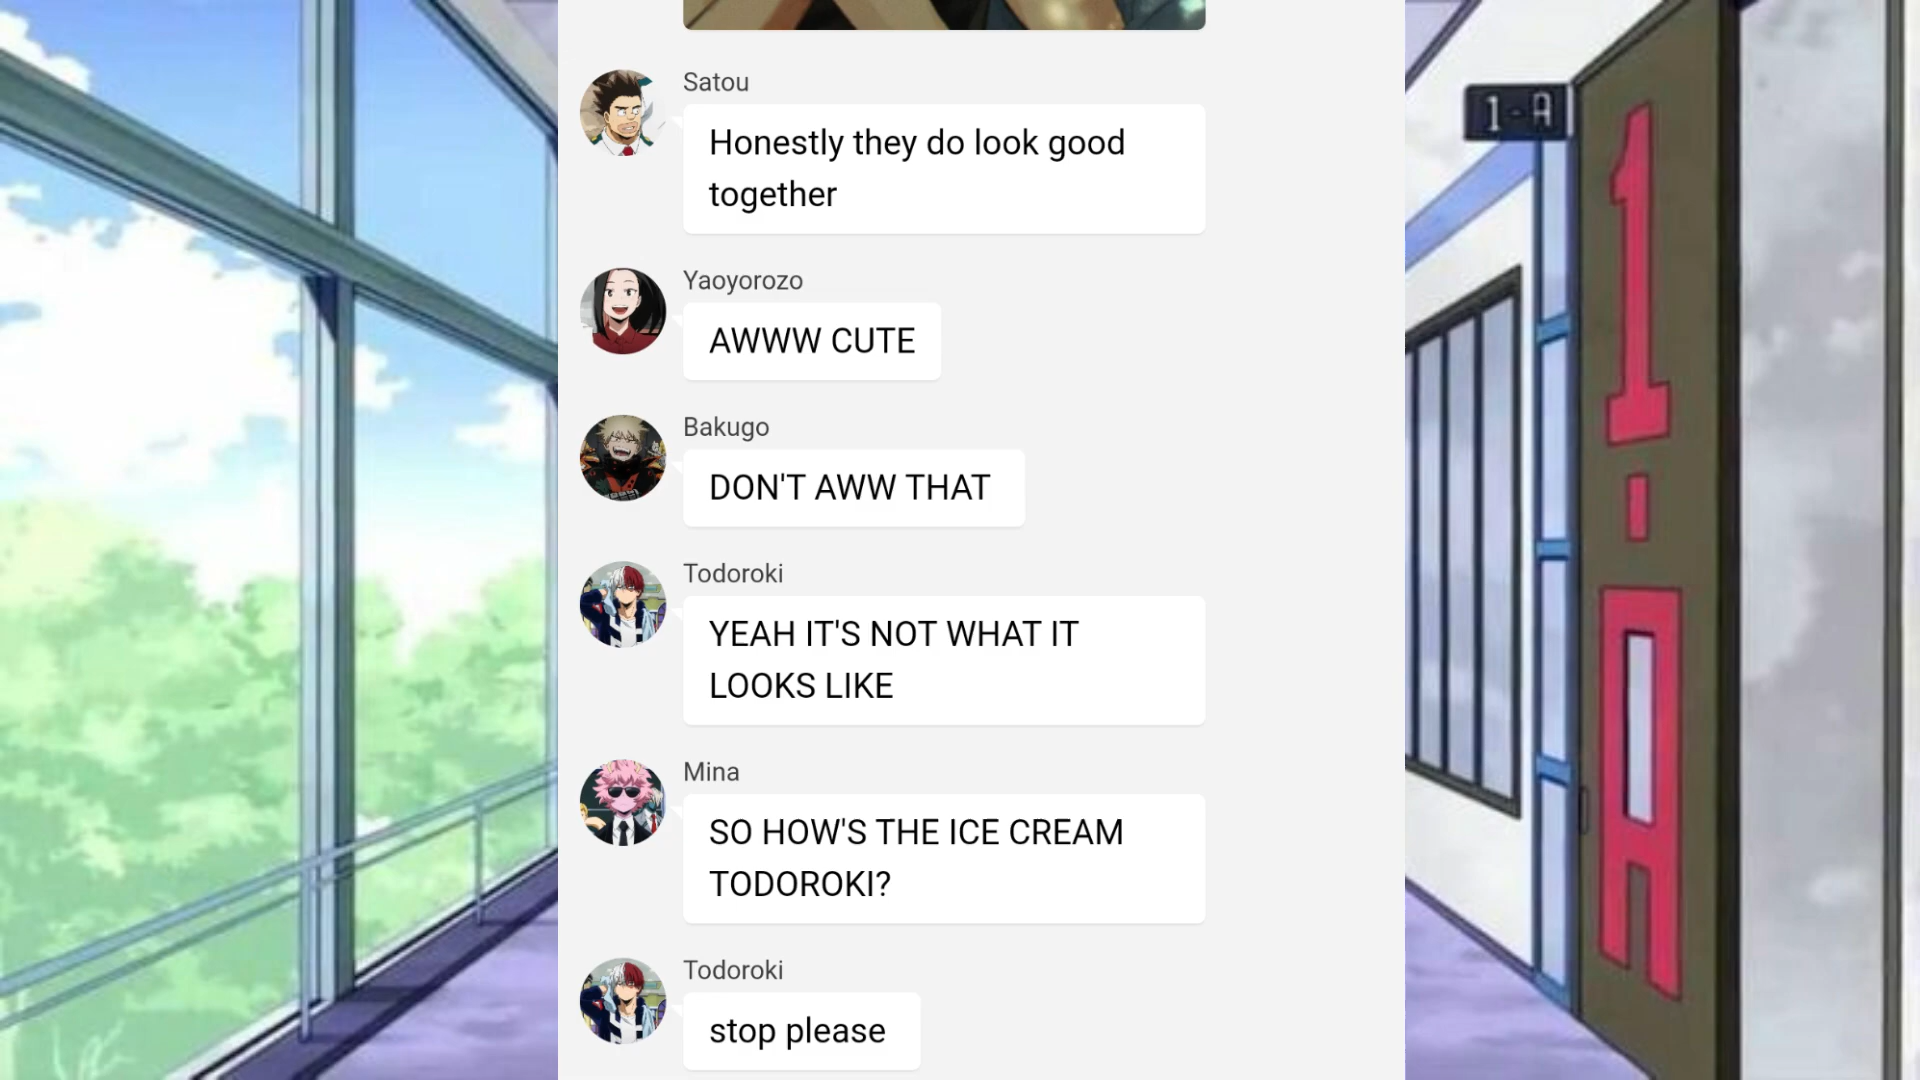 Satou
Honestly they do look good
together
Yaoyorozo
AWWW CUTE
Bakugo
DON'T AWW THAT
Todoroki
YEAH IT'S NOT WHAT IT
LOOKS LIKE
Mina
SO HOW'S THE ICE CREAM
TODOROKI?
Todoroki
stop please
1-A
1-A